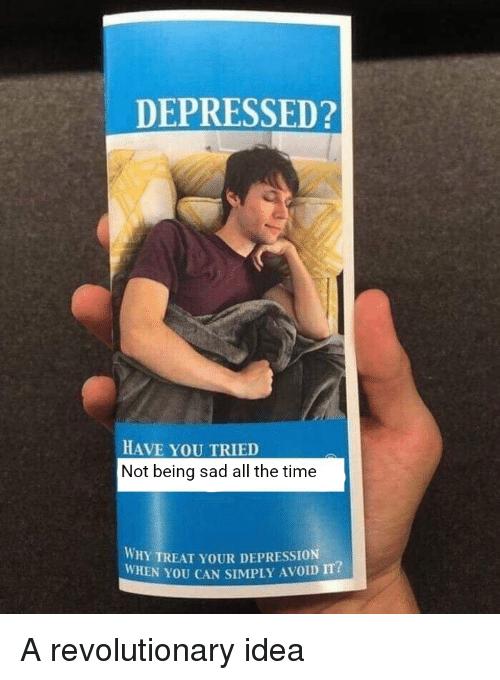 DEPRESSED?
HAVE YOU TRIED
Not being sad all the time
WHY TREAT YOUR DEPRESSION
WHEN YOU CAN SIMPLY AVOID IT?
A revolutionary idea